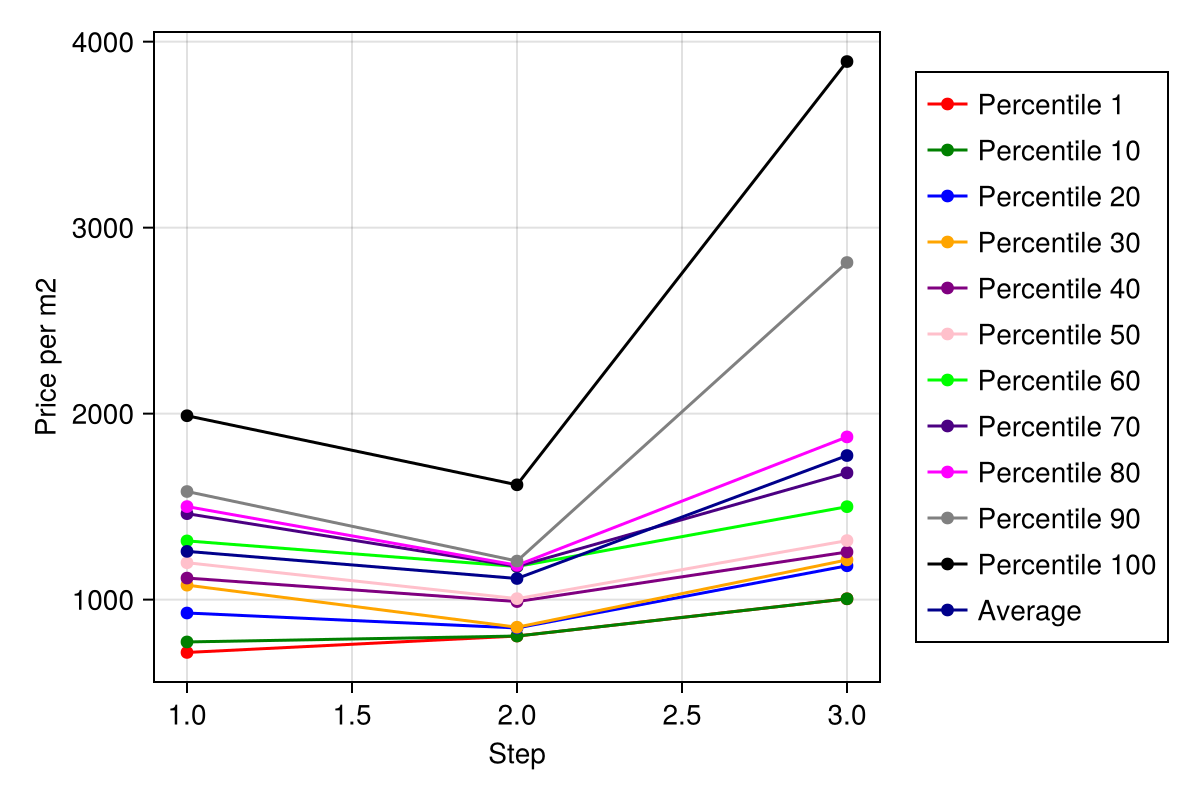 4000
3000
2000
1000
Price per m2
1.0 1.5 2.0 2.5 3.0
Step
Percentile 1
Percentile 10
Percentile 20
Percentile 30
Percentile 40
Percentile 50
Percentile 60
Percentile 70
Percentile 80
Percentile 90
Percentile 100
Average